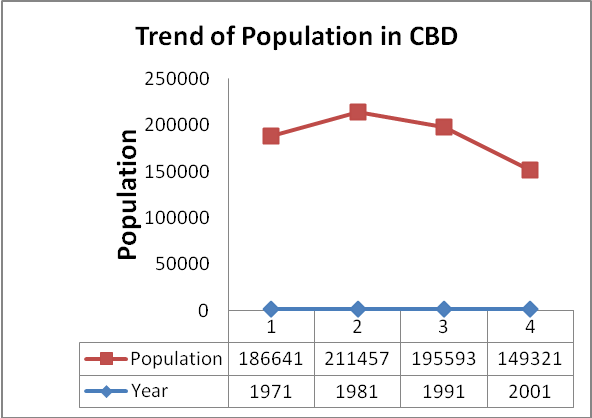 Trend of Population in CBD
Population
250000
200000
150000
100000
50000
0
1 2 3 4
Population 186641 211457 195593 149321
Year 1971 1981 1991 2001